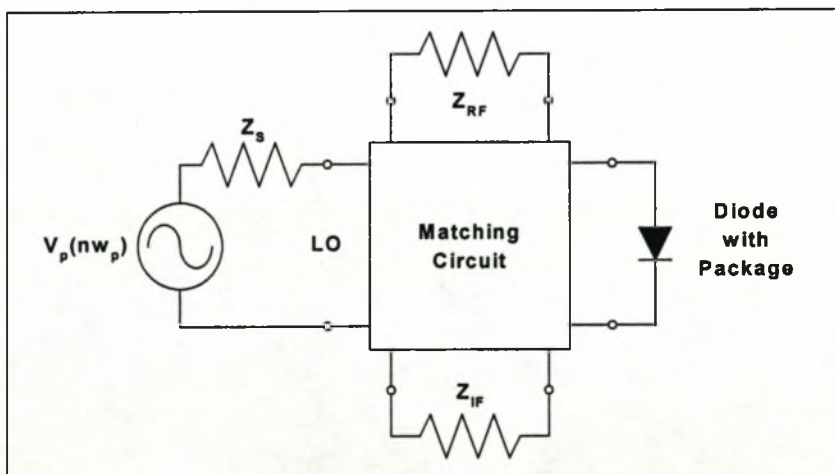 Z_RF
Z_S
V_p(nw_p)
LO
Matching
Circuit
Diode
with
Package
Z_IF